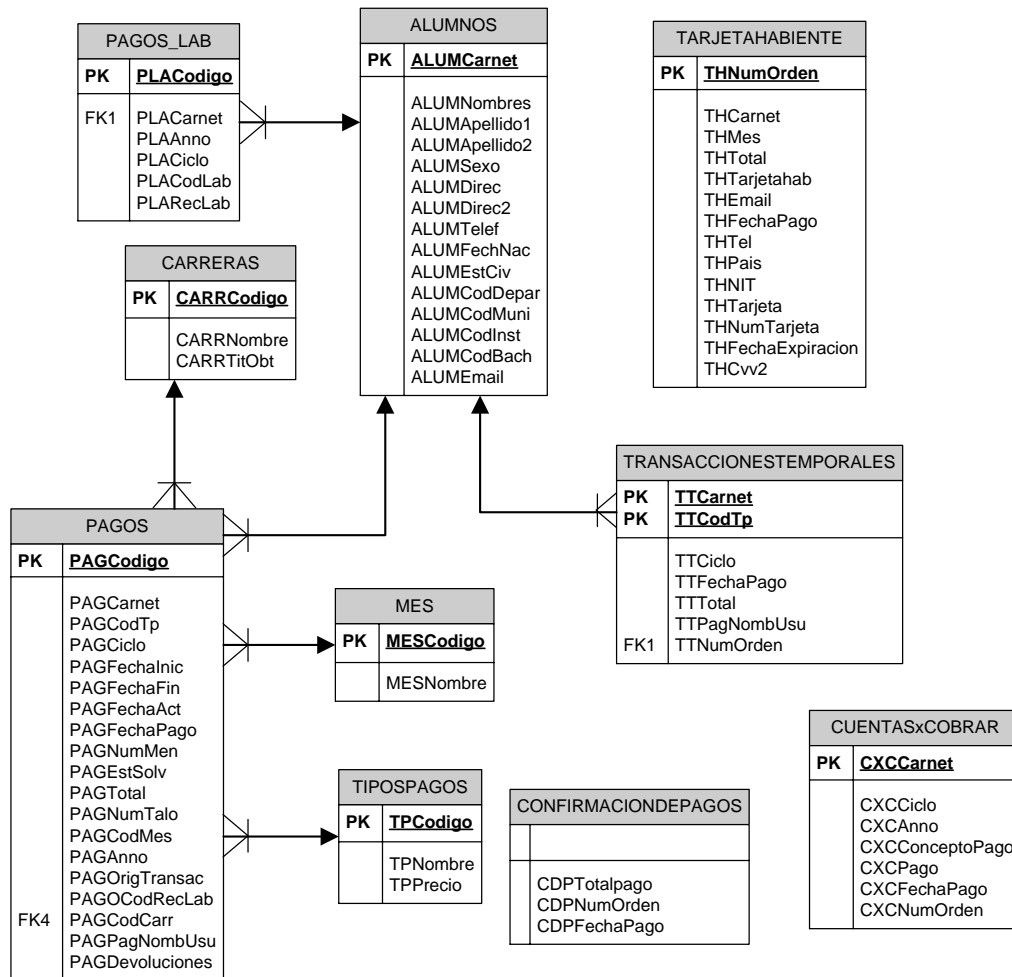 PAGOS_LAB
PK PLACodigo
FK1 PLACarnet
PLAAnno
PLACiclo
PLACodLab
PLARecLab
ALUMNOS
PK ALUMCarnet
ALUMNombres
ALUMApellido1
ALUMApellido2
ALUMSexo
ALUMDirec
ALUMDirec2
ALUMTelef
ALUMFechNac
ALUMEstCiv
ALUMCodDepar
ALUMCodMuni
ALUMCodInst
ALUMCodBach
ALUMEmail
TARJETAHABIENTE
PK THNumOrden
THCarnet
THMes
THTotal
THTarjetahab
THEmail
THFechaPago
THTel
THPais
THNIT
THTarjeta
THNumTarjeta
THFechaExpiracion
THCvv2
CARRERAS
PK CARRCodigo
CARRNombre
CARRTitObt
TRANSACCIONESTEMPORALES
PK TTCarnet
PK TTCodTp
TTCiclo
TTFechaPago
TTTotal
TTPagNombUsu
FK1 TTNumOrden
PAGOS
PK PAGCodigo
PAGCarnet
PAGCodTp
PAGCiclo
PAGFechaInic
PAGFechaFin
PAGFechaAct
PAGFechaPago
PAGNumMen
PAGEstSolv
PAGTotal
PAGNumTalo
PAGCodMes
PAGAnno
PAGOrigTransac
PAGOCodRecLab
FK4 PAGCodCarr
PAGPagNombUsu
PAGDevoluciones
MES
PK MESCodigo
MESNombre
TIPOSPAGOS
PK TPCodigo
TPNombre
TPPrecio
CONFIRMACIONDEPAGOS
CDPTotalpago
CDPNumOrden
CDPFechaPago
CUENTASxCOBRAR
PK CXCCarnet
CXCCiclo
CXCAnno
CXCConceptoPago
CXCPago
CXCFechaPago
CXCNumOrden